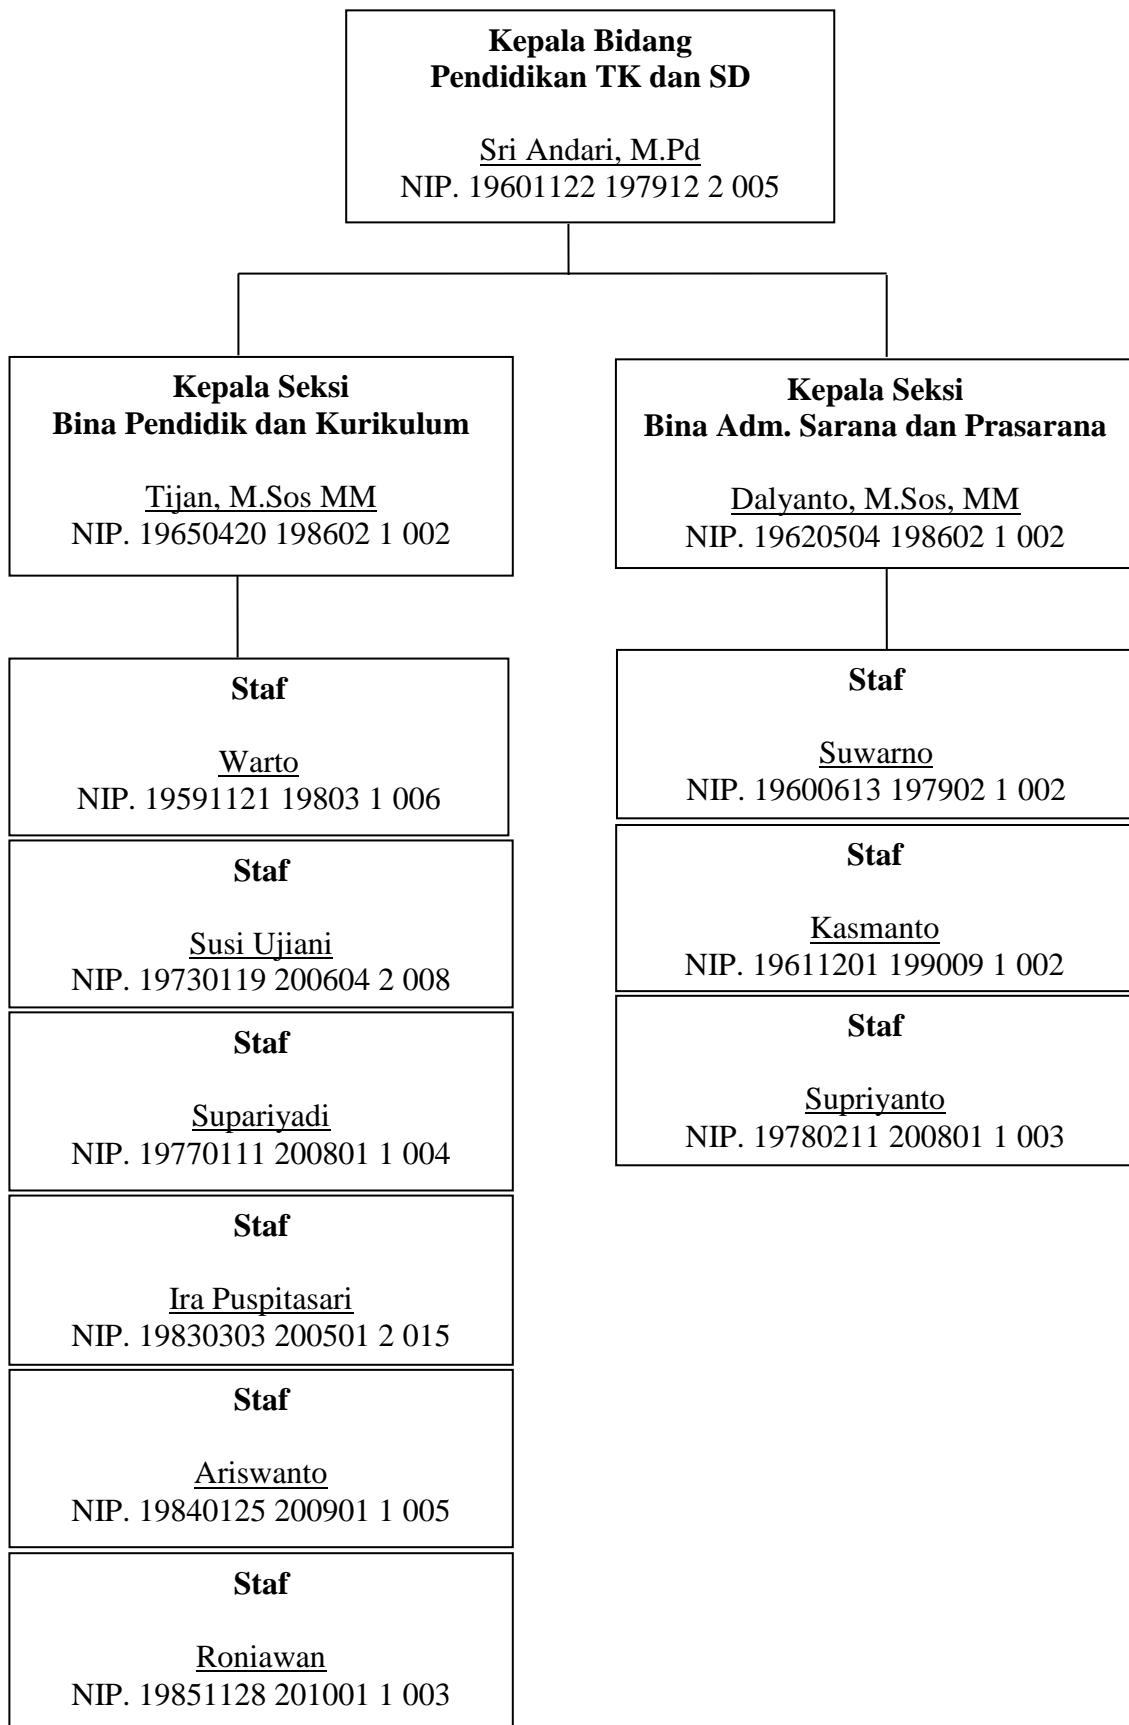 Kepala Bidang
Pendidikan TK dan SD
Sri Andari, M.Pd
NIP. 19601122 197912 2 005
Kepala Seksi
Bina Pendidik dan Kurikulum
Tijan, M.Sos MM
NIP. 19650420 198602 1 002
Staf
Warto
NIP. 19591121 19803 1 006
Staf
Susi Ujiani
NIP. 19730119 200604 2 008
Staf
Supariyadi
NIP. 19770111 200801 1 004
Staf
Ira Puspitasari
NIP. 19830303 200501 2 015
Staf
Ariswanto
NIP. 19840125 200901 1 005
Staf
Roniawan
NIP. 19851128 201001 1 003
Kepala Seksi
Bina Adm. Sarana dan Prasarana
Dalyanto, M.Sos, MM
NIP. 19620504 198602 1 002
Staf
Suwarno
NIP. 19600613 197902 1 002
Staf
Kasmanto
NIP. 19611201 199009 1 002
Staf
Supriyanto
NIP. 19780211 200801 1 003